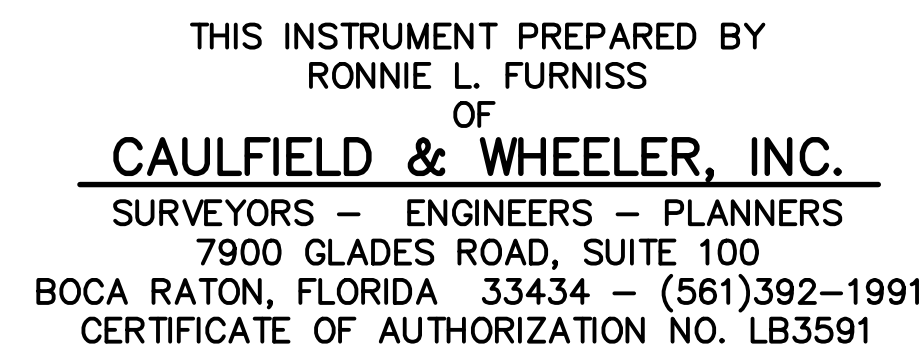 THIS INSTRUMENT PREPARED BY
RONNIE L. FURNISS
OF
CAULFIELD & WHEELER, INC.
SURVEYORS – ENGINEERS – PLANNERS
7900 GLADES ROAD, SUITE 100
BOCA RATON, FLORIDA 33434 – (561)392–1991
CERTIFICATE OF AUTHORIZATION NO. LB3591